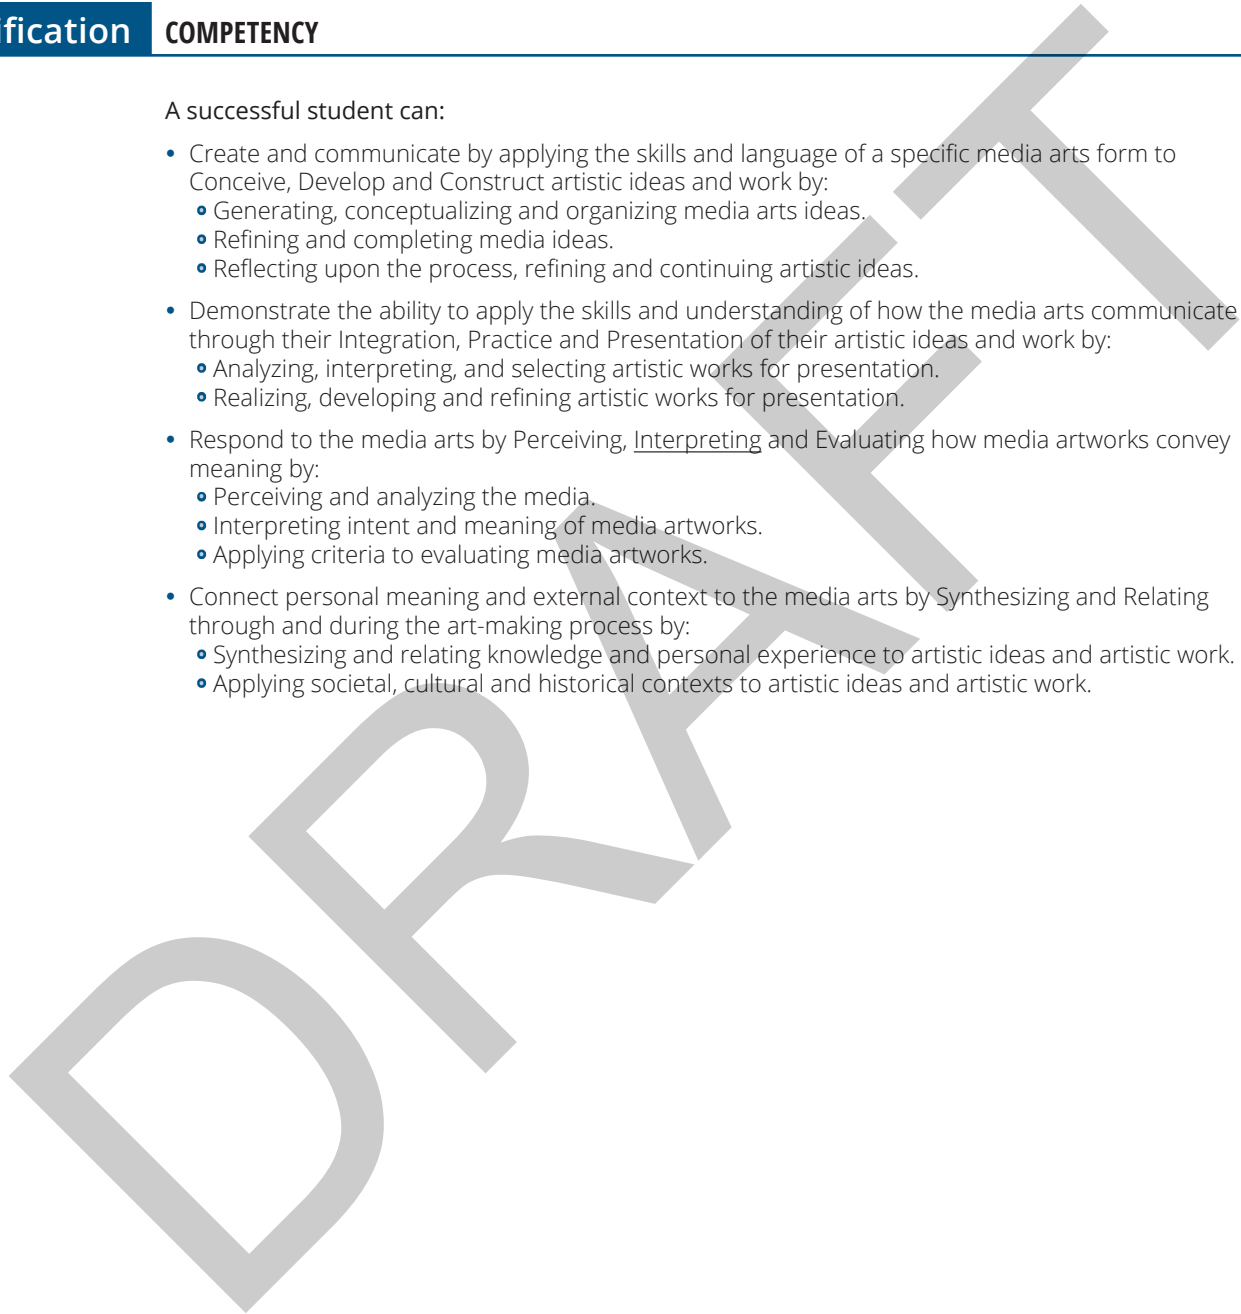 ification COMPETENCY
A successful student can:
• Create and communicate by applying the skills and language of a specific media arts form to
Conceive, Develop and Construct artistic ideas and work by:
Generating, conceptualizing and organizing media arts ideas.
Refining and completing media ideas.
Reflecting upon the process, refining and continuing artistic ideas.
• Demonstrate the ability to apply the skills and understanding of how the media arts communicate
through their Integration, Practice and Presentation of their artistic ideas and work by:
Analyzing, interpreting, and selecting artistic works for presentation.
Realizing, developing and refining artistic works for presentation.
• Respond to the media arts by Perceiving, Interpreting and Evaluating how media artworks convey
meaning by:
Perceiving and analyzing the media.
Interpreting intent and meaning of media artworks.
Applying criteria to evaluating media artworks.
• Connect personal meaning and external context to the media arts by Synthesizing and Relating
through and during the art-making process by:
Synthesizing and relating knowledge and personal experience to artistic ideas and artistic work.
Applying societal, cultural and historical contexts to artistic ideas and artistic work.
DRAFT